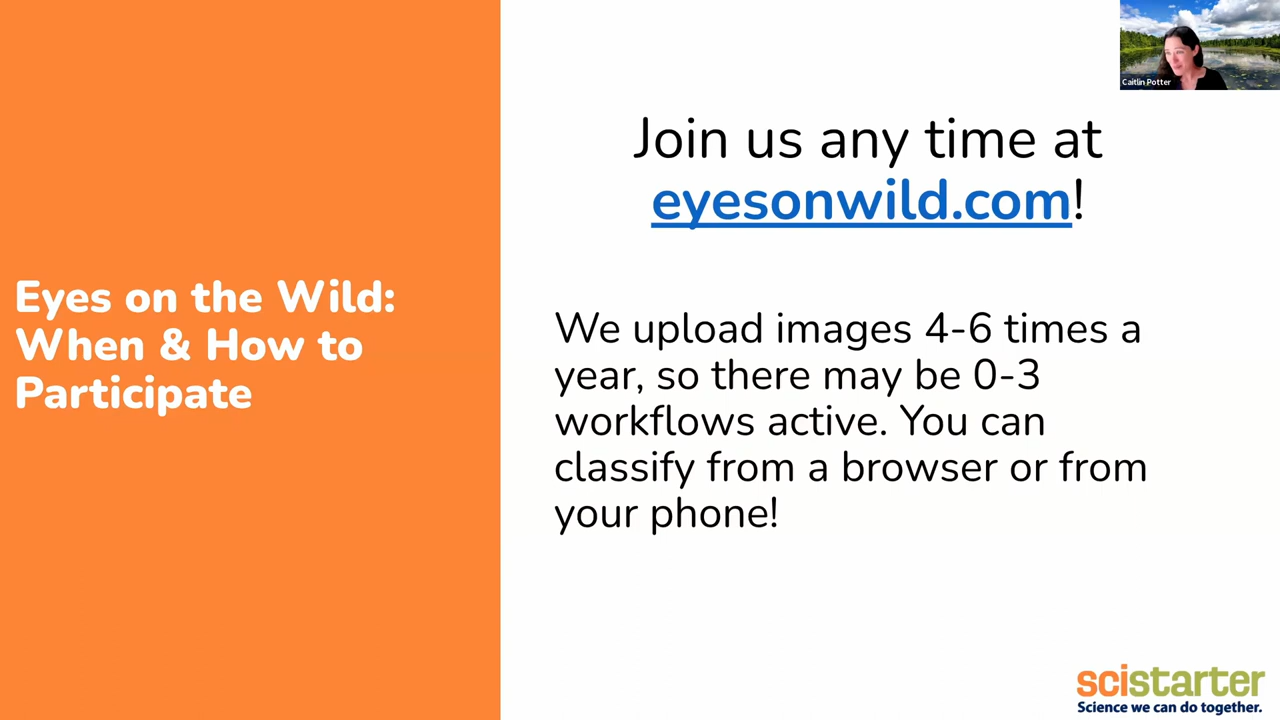 Caitlin Potter
Join us any time at
eyesonwild.com!
Eyes on the Wild:
When & How to
Participate
We upload images 4-6 times a
year, so there may be 0-3
workflows active. You can
classify from a browser or from
your phone!
scistarter
Science we can do together.